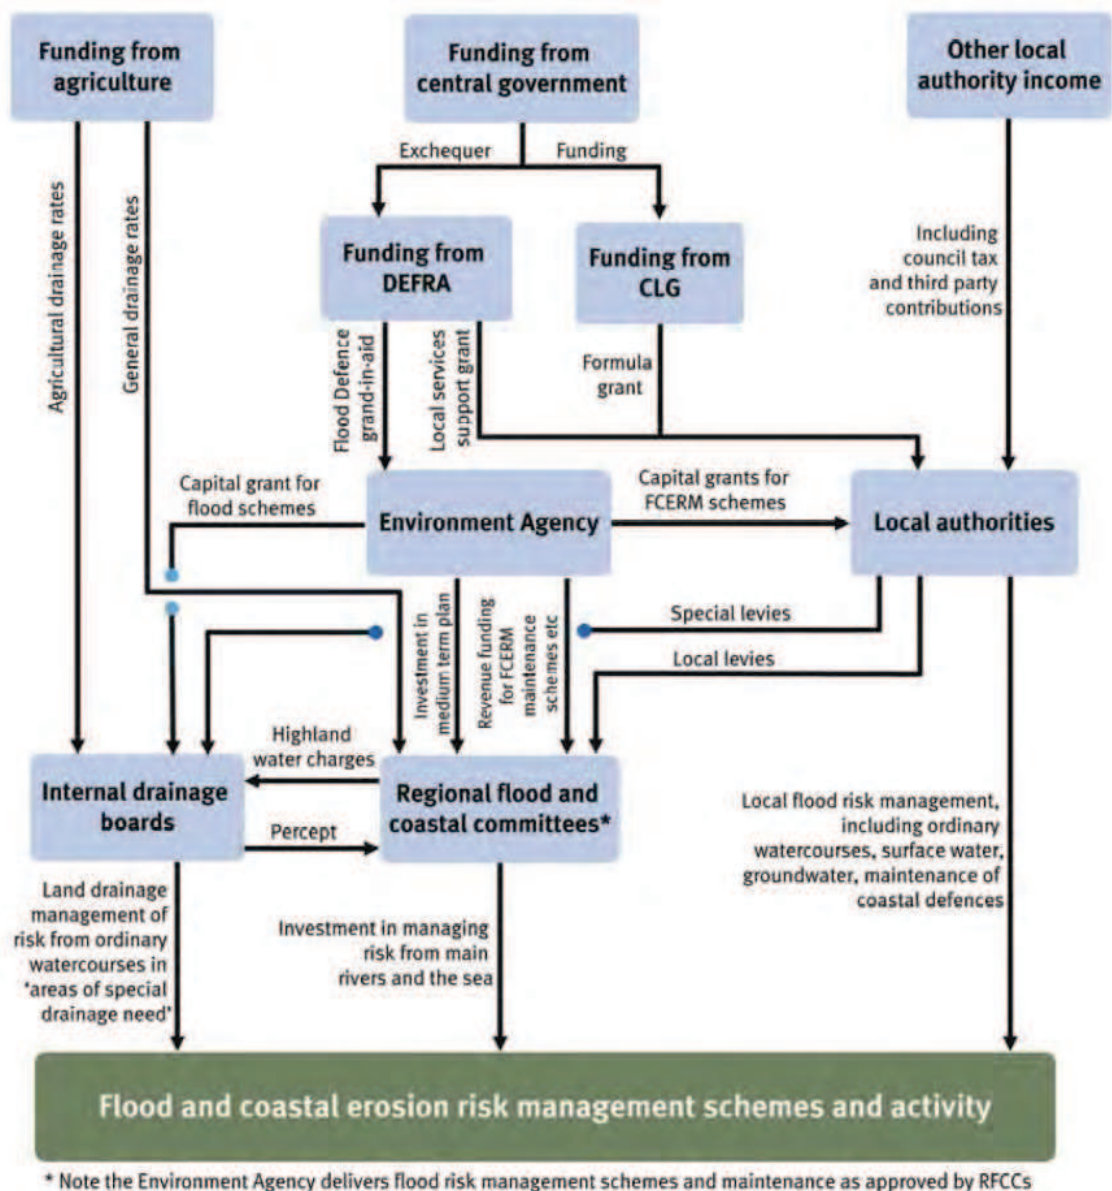 Funding from
agriculture
Funding from
central government
Other local
authority income
Exchequer
Funding
Agricultural drainage rates
General drainage rates
Funding from
DEFRA
Funding from
CLG
Including
council tax
and third party
contributions
Flood Defence
grand-in-aid
Local services
support grant
Formula
grant
Capital grant for
flood schemes
Environment Agency
Capital grants for
FCERM schemes
Local authorities
Investment in
medium term plan
Revenue funding
for FCERM
maintenance
schemes etc
Special levies
Local levies
Internal drainage
boards
Highland
water charges
Percept
Regional flood and
coastal committees*
Local flood risk management,
including ordinary
watercourses, surface water,
groundwater, maintenance of
coastal defences
Land drainage
management of
risk from ordinary
watercourses in
'areas of special
drainage need'
Investment in managing
risk from main
rivers and the sea
Flood and coastal erosion risk management schemes and activity
* Note the Environment Agency delivers flood risk management schemes and maintenance as approved by RFCCs